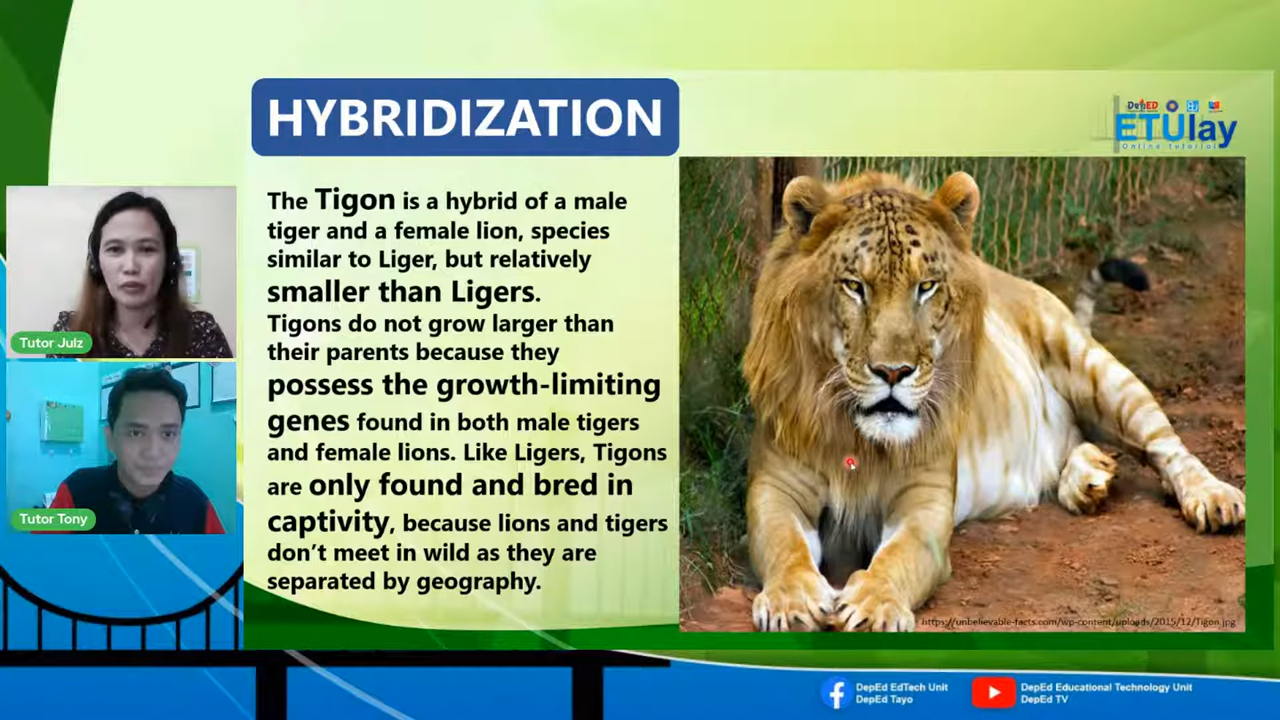 HYBRIDIZATION
DepED
ETUlay
Online Tutorial
The Tigon is a hybrid of a male
tiger and a female lion, species
similar to Liger, but relatively
smaller than Ligers.
Tigons do not grow larger than
their parents because they
possess the growth-limiting
genes found in both male tigers
and female lions. Like Ligers, Tigons
are only found and bred in
captivity, because lions and tigers
don't meet in wild as they are
separated by geography.
Tutor Julz
Tutor Tony
https://unbelievable-facts.com/wp-content/uploads/2015/12/Tigon.jpg
DepEd EdTech Unit
DepEd Tayo
DepEd Educational Technology Unit
DepEd TV